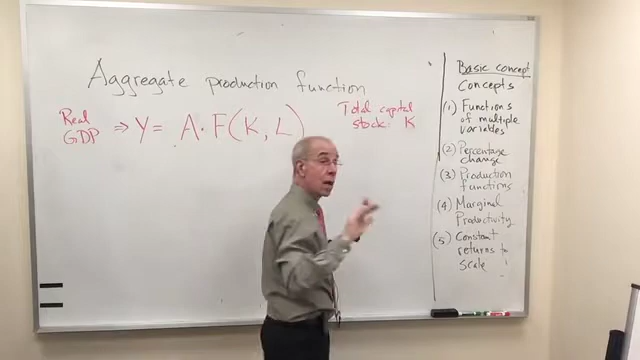 Aggregate production function
Real
GDP ⇒ Y = A · F(K, L)
Total capital
stock: K
Basic concept
Concepts
(1) Functions
of multiple
variables
(2) Percentage
change
(3) Production
functions
(4) Marginal
Productivity
(5) Constant
returns to
scale